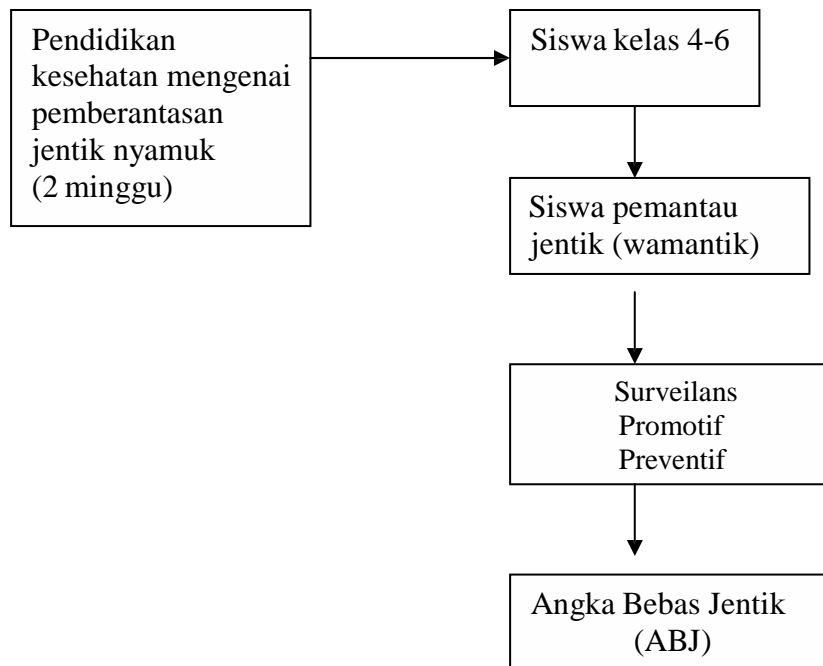 Pendidikan
kesehatan mengenai
pemberantasan
jentik nyamuk
(2 minggu)
Siswa kelas 4-6
Siswa pemantau
jentik (wamantik)
Surveilans
Promotif
Preventif
Angka Bebas Jentik
(ABJ)